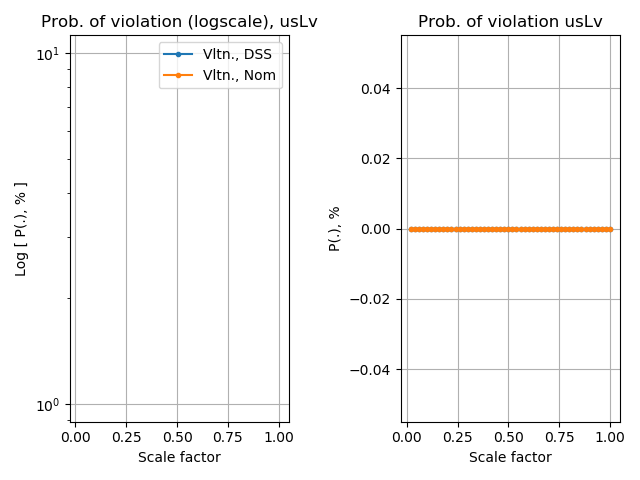 Prob. of violation (logscale), usLv
Vltn., DSS
Vltn., Nom
10¹
10⁰
Log [ P(.), % ]
0.00 0.25 0.50 0.75 1.00
Scale factor
Prob. of violation usLv
0.04
0.02
0.00
−0.02
−0.04
P(.), %
0.00 0.25 0.50 0.75 1.00
Scale factor